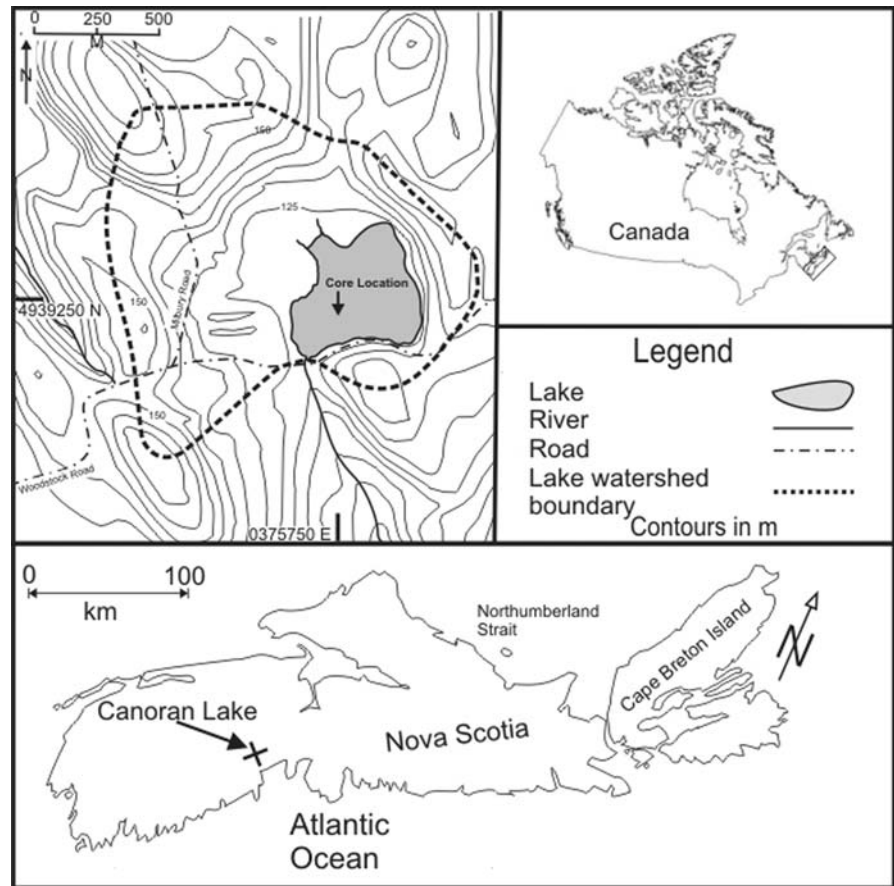 0 250 500
M
N
150
125
Core Location
4939250 N
150
Milbury Road
150
Woodstock Road
0375750 E
Canada
Legend
Lake
River
Road
Lake watershed
boundary
Contours in m
0 100
km
Northumberland
Strait
Cape Breton Island
N
Canoran Lake
Nova Scotia
Atlantic
Ocean